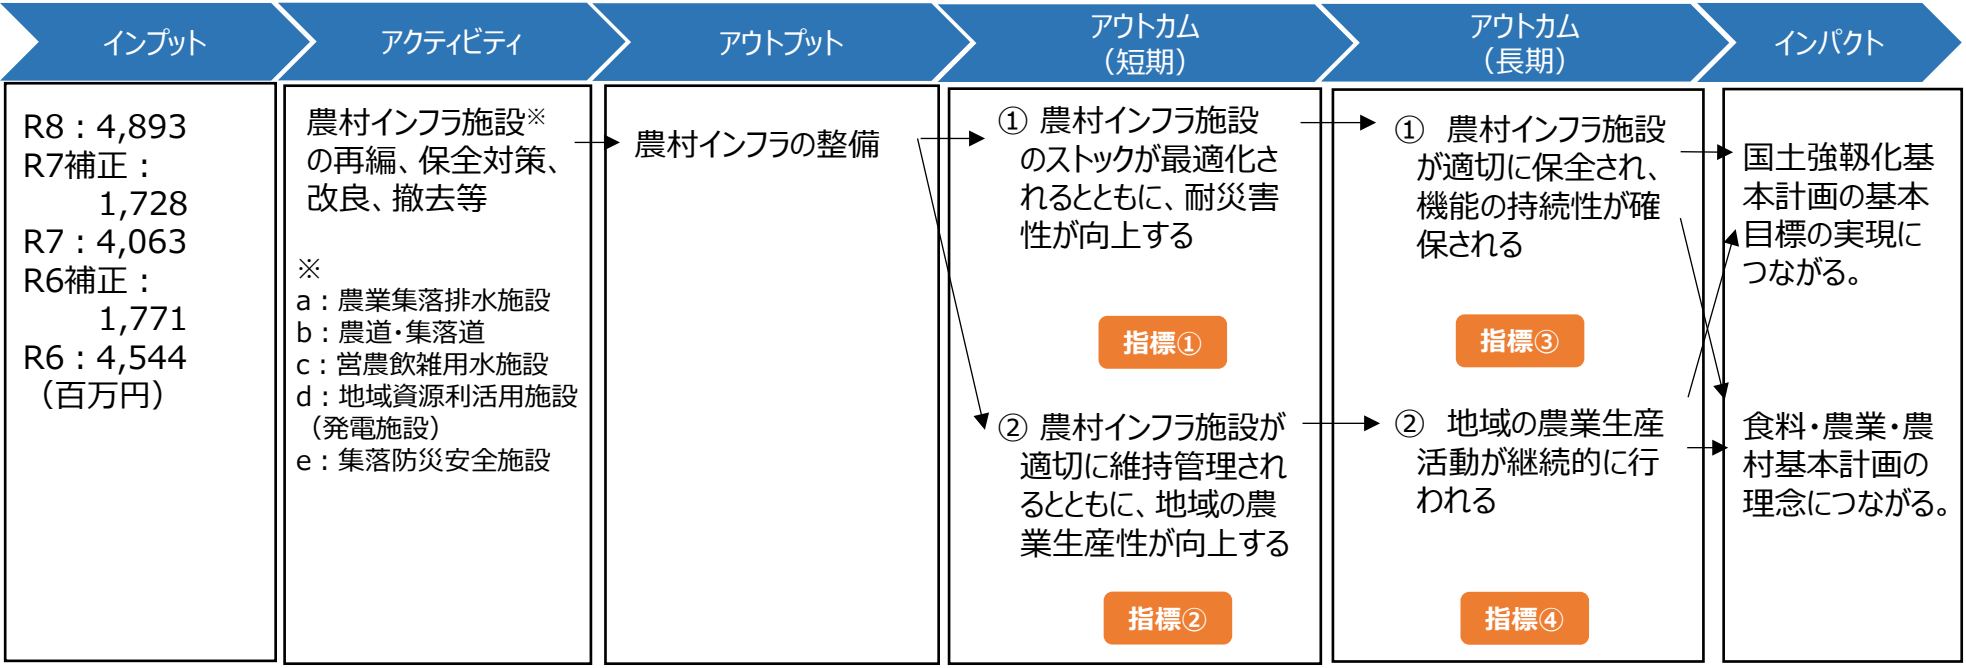 インプット
アクティビティ
アウトプット
アウトカム
（短期）
アウトカム
（長期）
インパクト
R8：4,893
R7補正：
1,728
R7：4,063
R6補正：
1,771
R6：4,544
（百万円）
農村インフラ施設※
の再編、保全対策、
改良、撤去等
※
a：農業集落排水施設
b：農道・集落道
c：営農飲雑用水施設
d：地域資源利活用施設
（発電施設）
e：集落防災安全施設
農村インフラの整備
① 農村インフラ施設
のストックが最適化さ
れるとともに、耐災害
性が向上する
指標①
② 農村インフラ施設が
適切に維持管理され
るとともに、地域の農
業生産性が向上する
指標②
① 農村インフラ施設
が適切に保全され、
機能の持続性が確
保される
指標③
② 地域の農業生産
活動が継続的に行
われる
指標④
国土強靱化基
本計画の基本
目標の実現に
つながる。
食料・農業・農
村基本計画の
理念につながる。